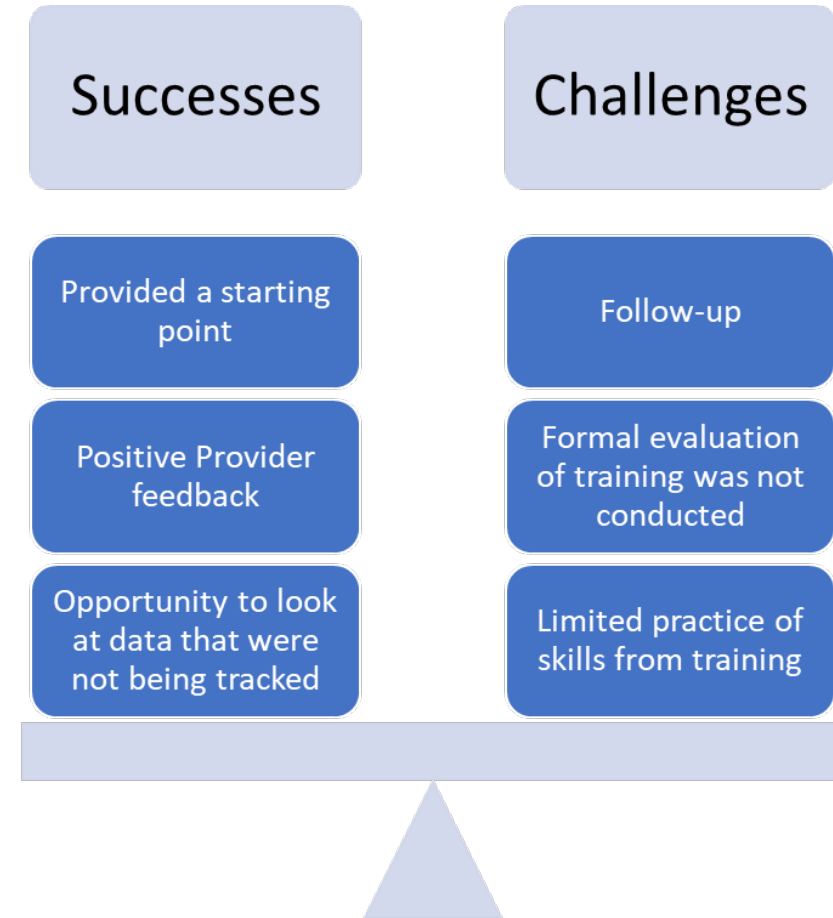 Successes
Provided a starting
point
Positive Provider
feedback
Opportunity to look
at data that were
not being tracked
Challenges
Follow-up
Formal evaluation
of training was not
conducted
Limited practice of
skills from training